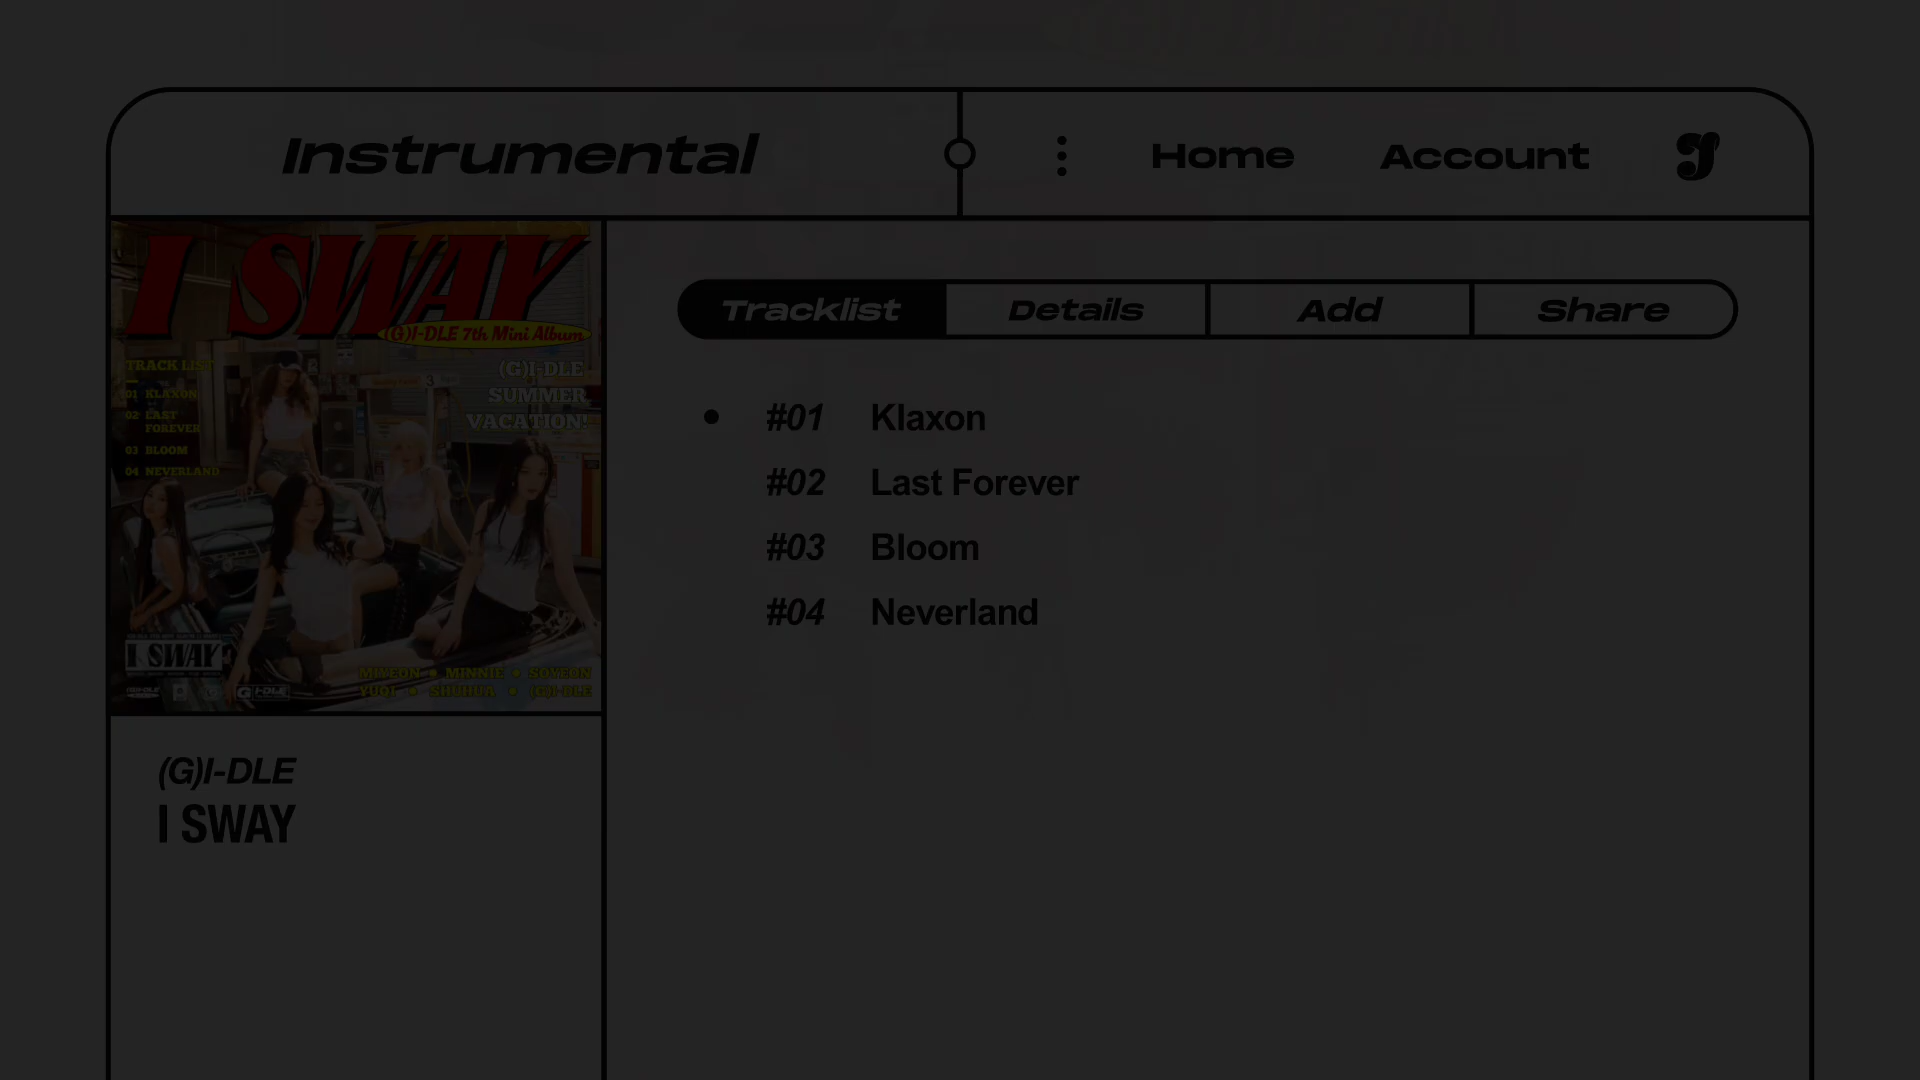 Instrumental
Home
Account
I SWAY
(G)I-DLE 7th Mini Album
TRACK LIST
01 KLAXON
02 LAST
FOREVER
03 BLOOM
04 NEVERLAND
(G)I-DLE
SUMMER
VACATION!
I SWAY
MIYEON • MINNIE • SOYEON
YUQI • SHUHUA • (G)I-DLE
G I-DLE
(G)I-DLE
I SWAY
Tracklist
Details
Add
Share
#01 Klaxon
#02 Last Forever
#03 Bloom
#04 Neverland